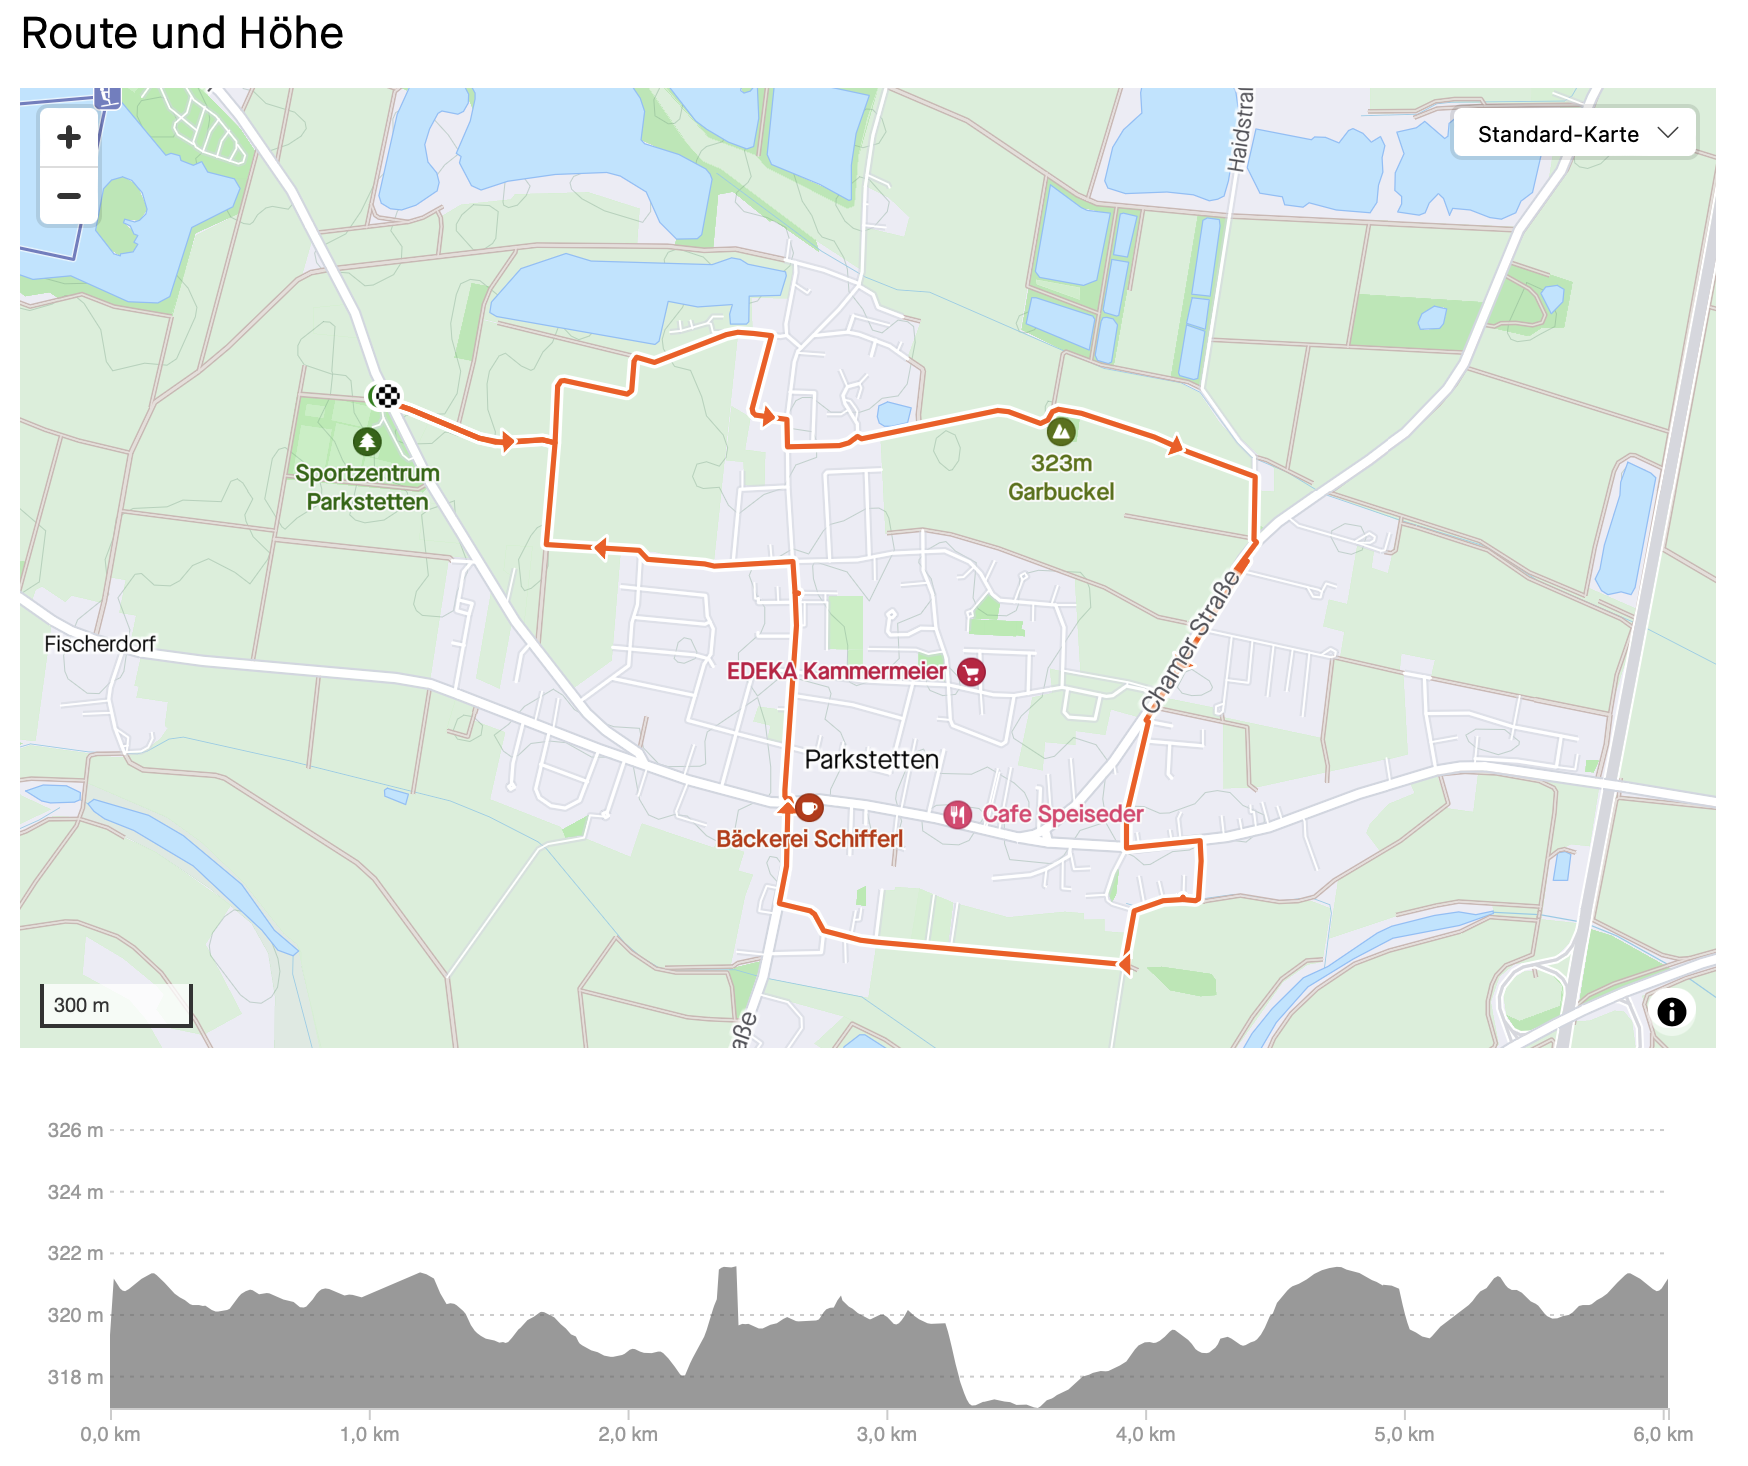 Route und Höhe
+
−
Standard-Karte
Haidstraß
323m
Garbuckel
Sportzentrum
Parkstetten
Fischerdorf
Chamer Straße
EDEKA Kammermeier
Parkstetten
Cafe Speiseder
Bäckerei Schifferl
aße
300 m
326 m
324 m
322 m
320 m
318 m
0,0 km
1,0 km
2,0 km
3,0 km
4,0 km
5,0 km
6,0 km